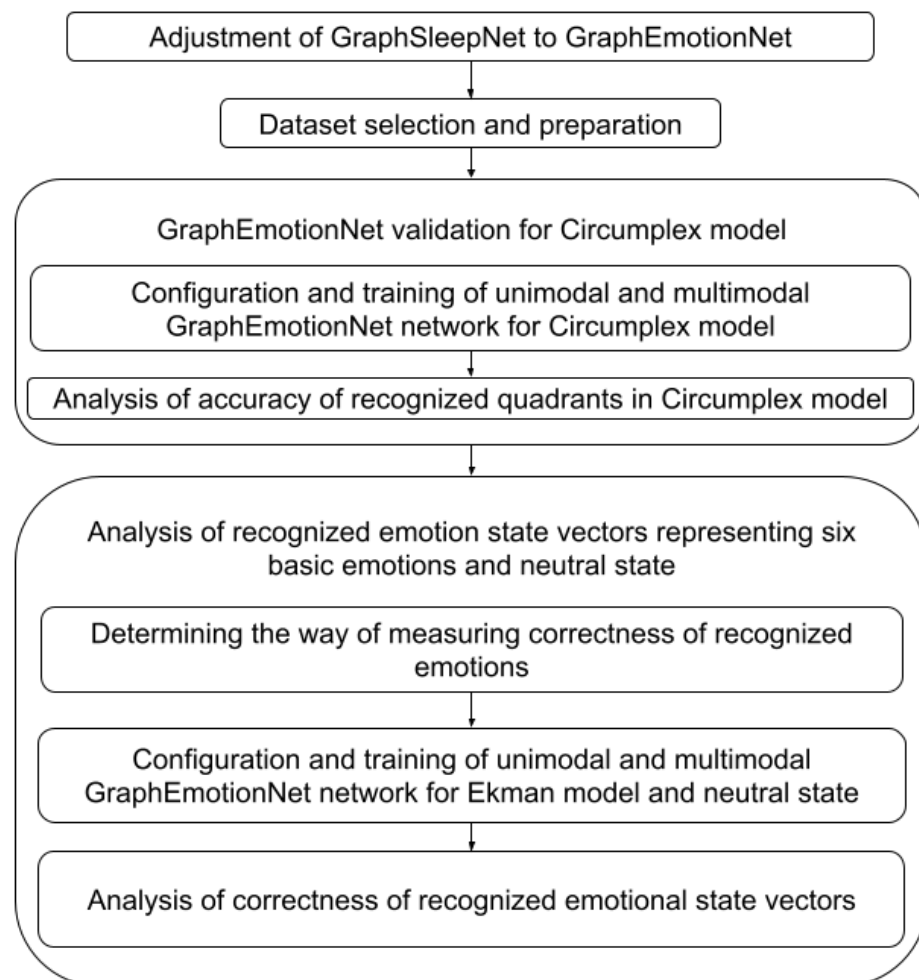 Adjustment of GraphSleepNet to GraphEmotionNet
Dataset selection and preparation
GraphEmotionNet validation for Circumplex model
Configuration and training of unimodal and multimodal
GraphEmotionNet network for Circumplex model
Analysis of accuracy of recognized quadrants in Circumplex model
Analysis of recognized emotion state vectors representing six
basic emotions and neutral state
Determining the way of measuring correctness of recognized
emotions
Configuration and training of unimodal and multimodal
GraphEmotionNet network for Ekman model and neutral state
Analysis of correctness of recognized emotional state vectors